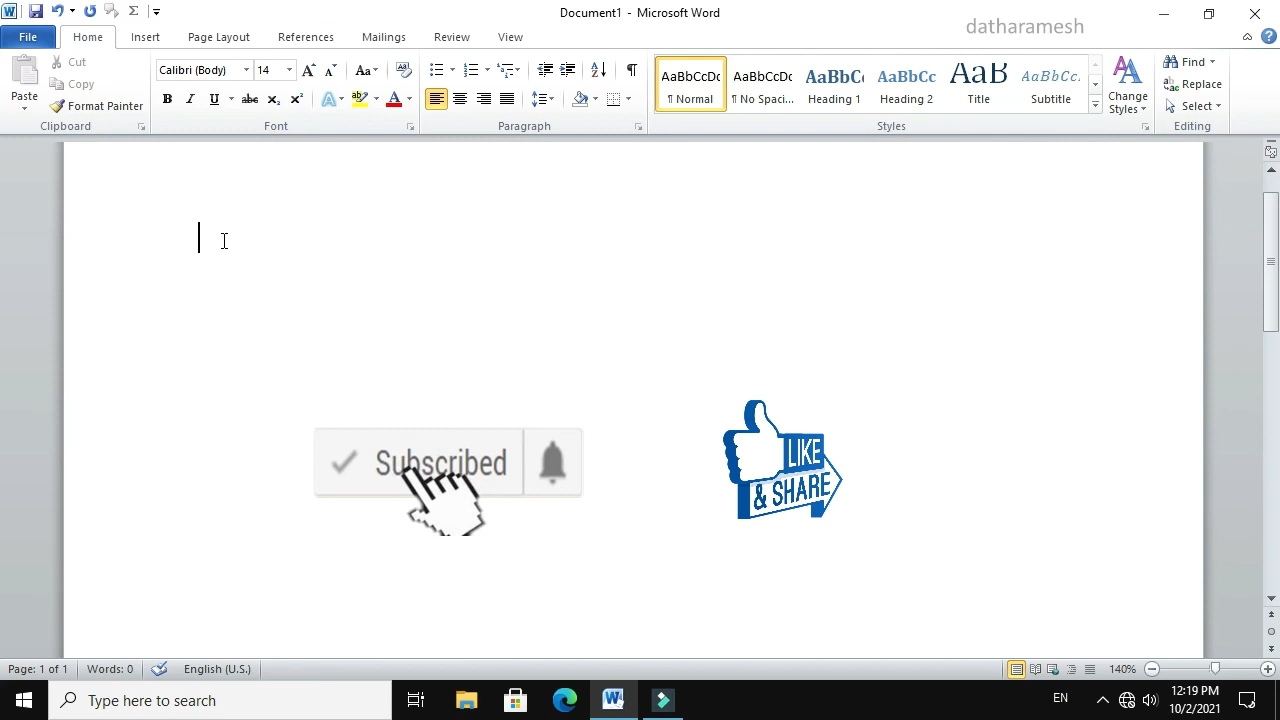 Document1 - Microsoft Word
datharamesh
File Home Insert Page Layout References Mailings Review View
Paste
Cut
Copy
Format Painter
Clipboard
Calibri (Body) 14
Font
Paragraph
AaBbCcDc AaBbCcDc AaBbCc AaBbCc AaB AaBbCc.
¶ Normal ¶ No Spaci... Heading 1 Heading 2 Title Subtitle
Change Styles
Styles
Find
Replace
Select
Editing
Subscribed
LIKE
& SHARE
Page: 1 of 1 Words: 0 English (U.S.) 140%
Type here to search
EN
12:19 PM
10/2/2021